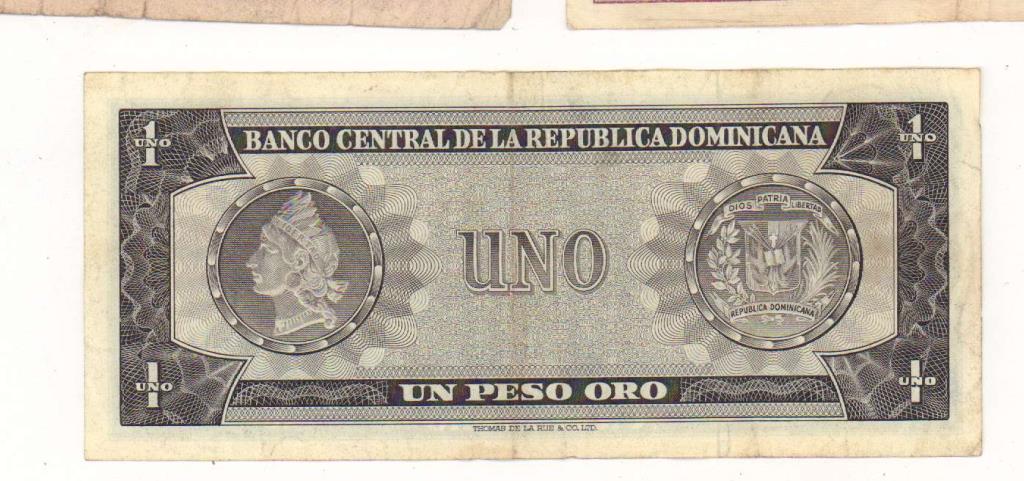 1
UNO
1
UNO
BANCO CENTRAL DE LA REPUBLICA DOMINICANA
DIOS PATRIA LIBERTAD
UNO
REPUBLICA DOMINICANA
1
UNO
1
UNO
UN PESO ORO
THOMAS DE LA RUE & CO. LTD.